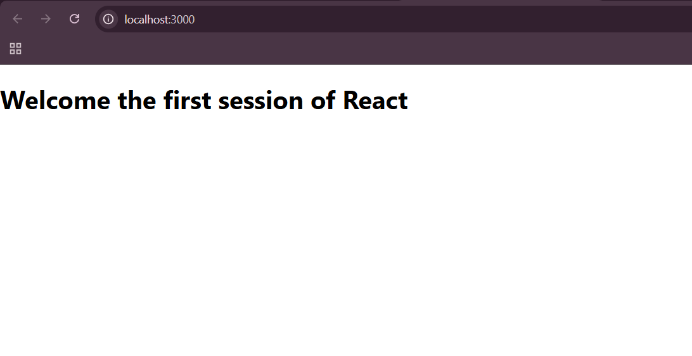 localhost:3000
Welcome the first session of React